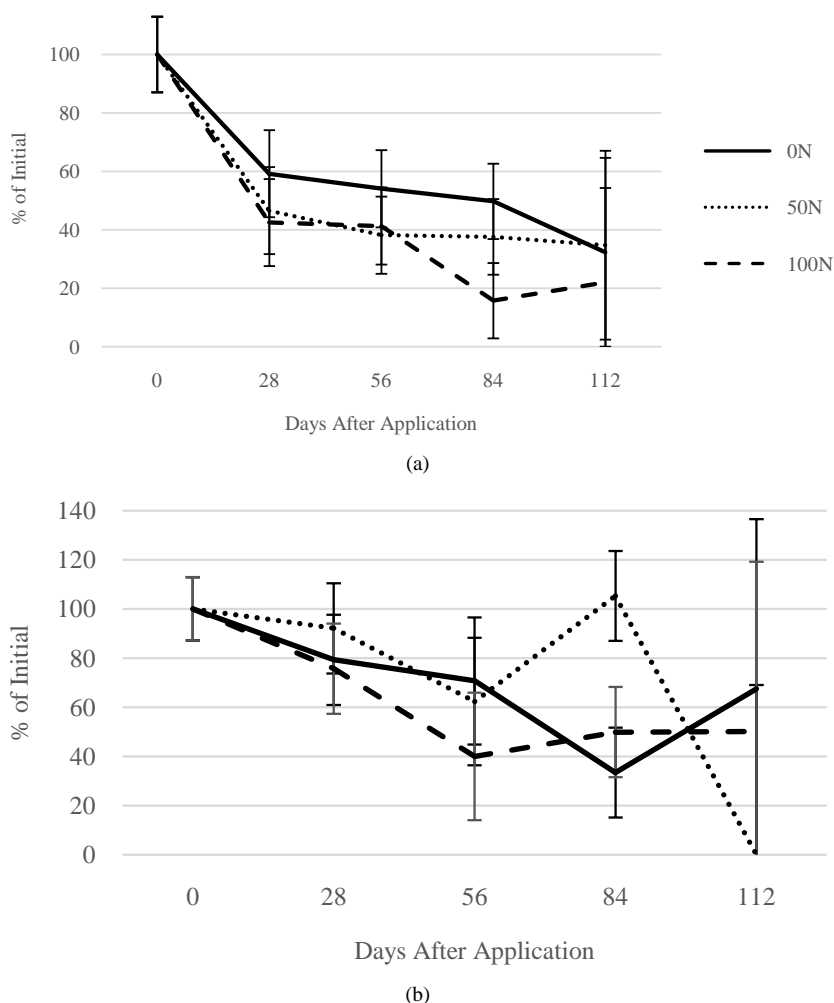 100
80
60
40
20
0
% of Initial
0 28 56 84 112
Days After Application
0N
50N
100N
(a)
140
120
100
80
60
40
20
0
% of Initial
0 28 56 84 112
Days After Application
(b)